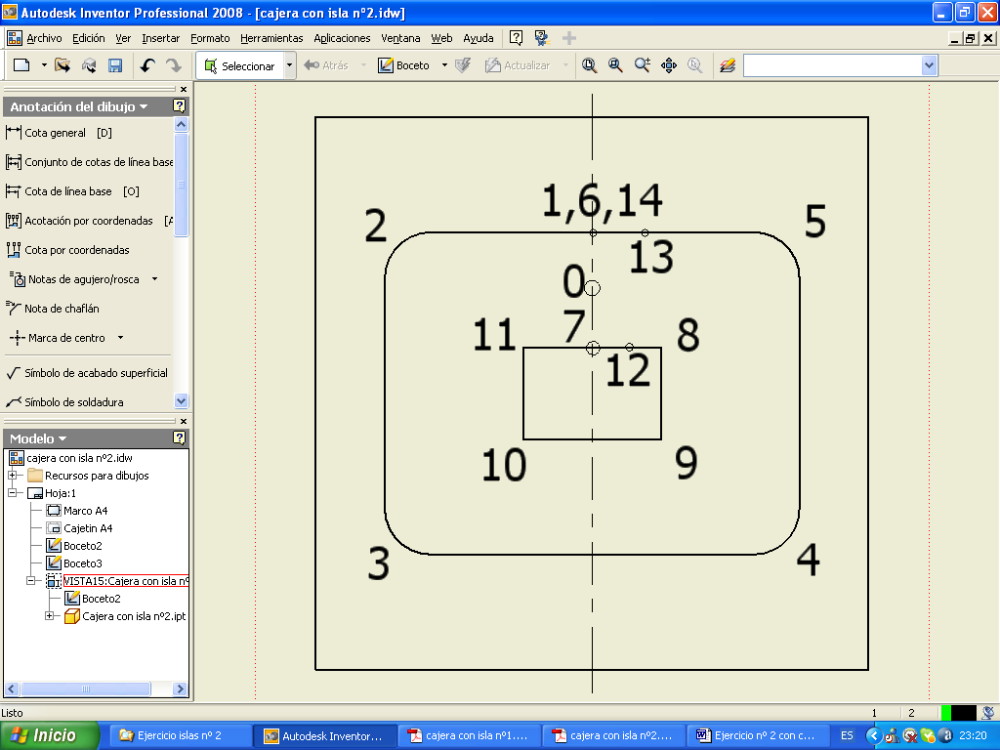 Autodesk Inventor Professional 2008 - [cajera con isla nº2.idw]
Archivo Edición Ver Insertar Formato Herramientas Aplicaciones Ventana Web Ayuda
Seleccionar Atrás Boceto Actualizar
Anotación del dibujo
Cota general [D]
Conjunto de cotas de línea base
Cota de línea base [O]
Acotación por coordenadas [A
Cota por coordenadas
Notas de agujero/rosca
Nota de chaflán
Marca de centro
Símbolo de acabado superficial
Símbolo de soldadura
Modelo
cajera con isla nº2.idw
Recursos para dibujos
Hoja:1
Marco A4
Cajetin A4
Boceto2
Boceto3
VISTA15:Cajera con isla nº
Boceto2
Cajera con isla nº2.ipt
1,6,14
2
5
13
0
7
11
8
12
10
9
3
4
Listo
1 2
Inicio
Ejercicio islas nº 2
Autodesk Inventor...
cajera con isla nº1....
cajera con isla nº2....
Ejercicio nº 2 con c...
ES
23:20